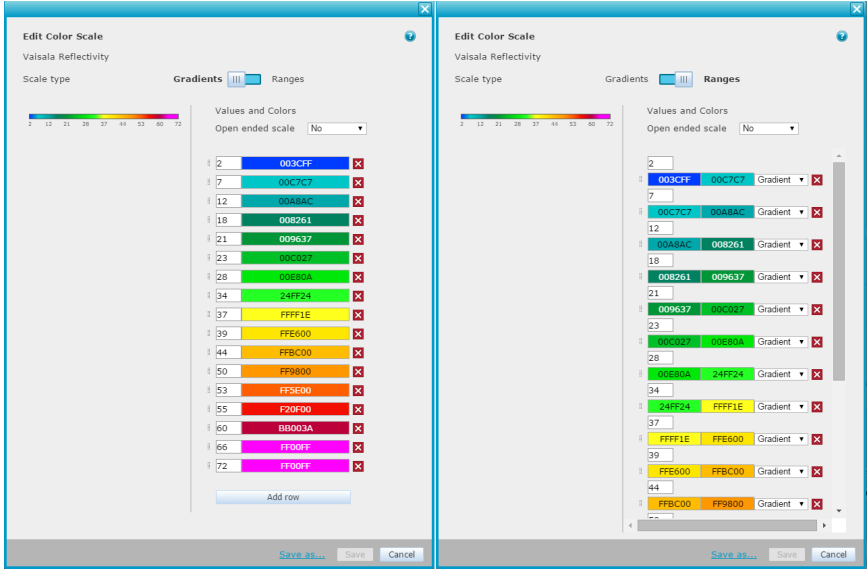 Edit Color Scale
Vaisala Reflectivity
Scale type Gradients Ranges
Values and Colors
Open ended scale No
2 12 21 28 37 44 53 60 72
2 003CFF
7 00C7C7
12 00A8AC
18 008261
21 009637
23 00C027
28 00E80A
34 24FF24
37 FFFF1E
39 FFE600
44 FFBC00
50 FF9800
53 FF5E00
55 F20F00
60 BB003A
66 FF00FF
72 FF00FF
Add row
Save as... Save Cancel
Edit Color Scale
Vaisala Reflectivity
Scale type Gradients Ranges
Values and Colors
Open ended scale No
2 12 21 28 37 44 53 60 72
2
003CFF 00C7C7 Gradient
7
00C7C7 00A8AC Gradient
12
00A8AC 008261 Gradient
18
008261 009637 Gradient
21
009637 00C027 Gradient
23
00C027 00E80A Gradient
28
00E80A 24FF24 Gradient
34
24FF24 FFFF1E Gradient
37
FFFF1E FFE600 Gradient
39
FFE600 FFBC00 Gradient
44
FFBC00 FF9800 Gradient
Save as... Save Cancel